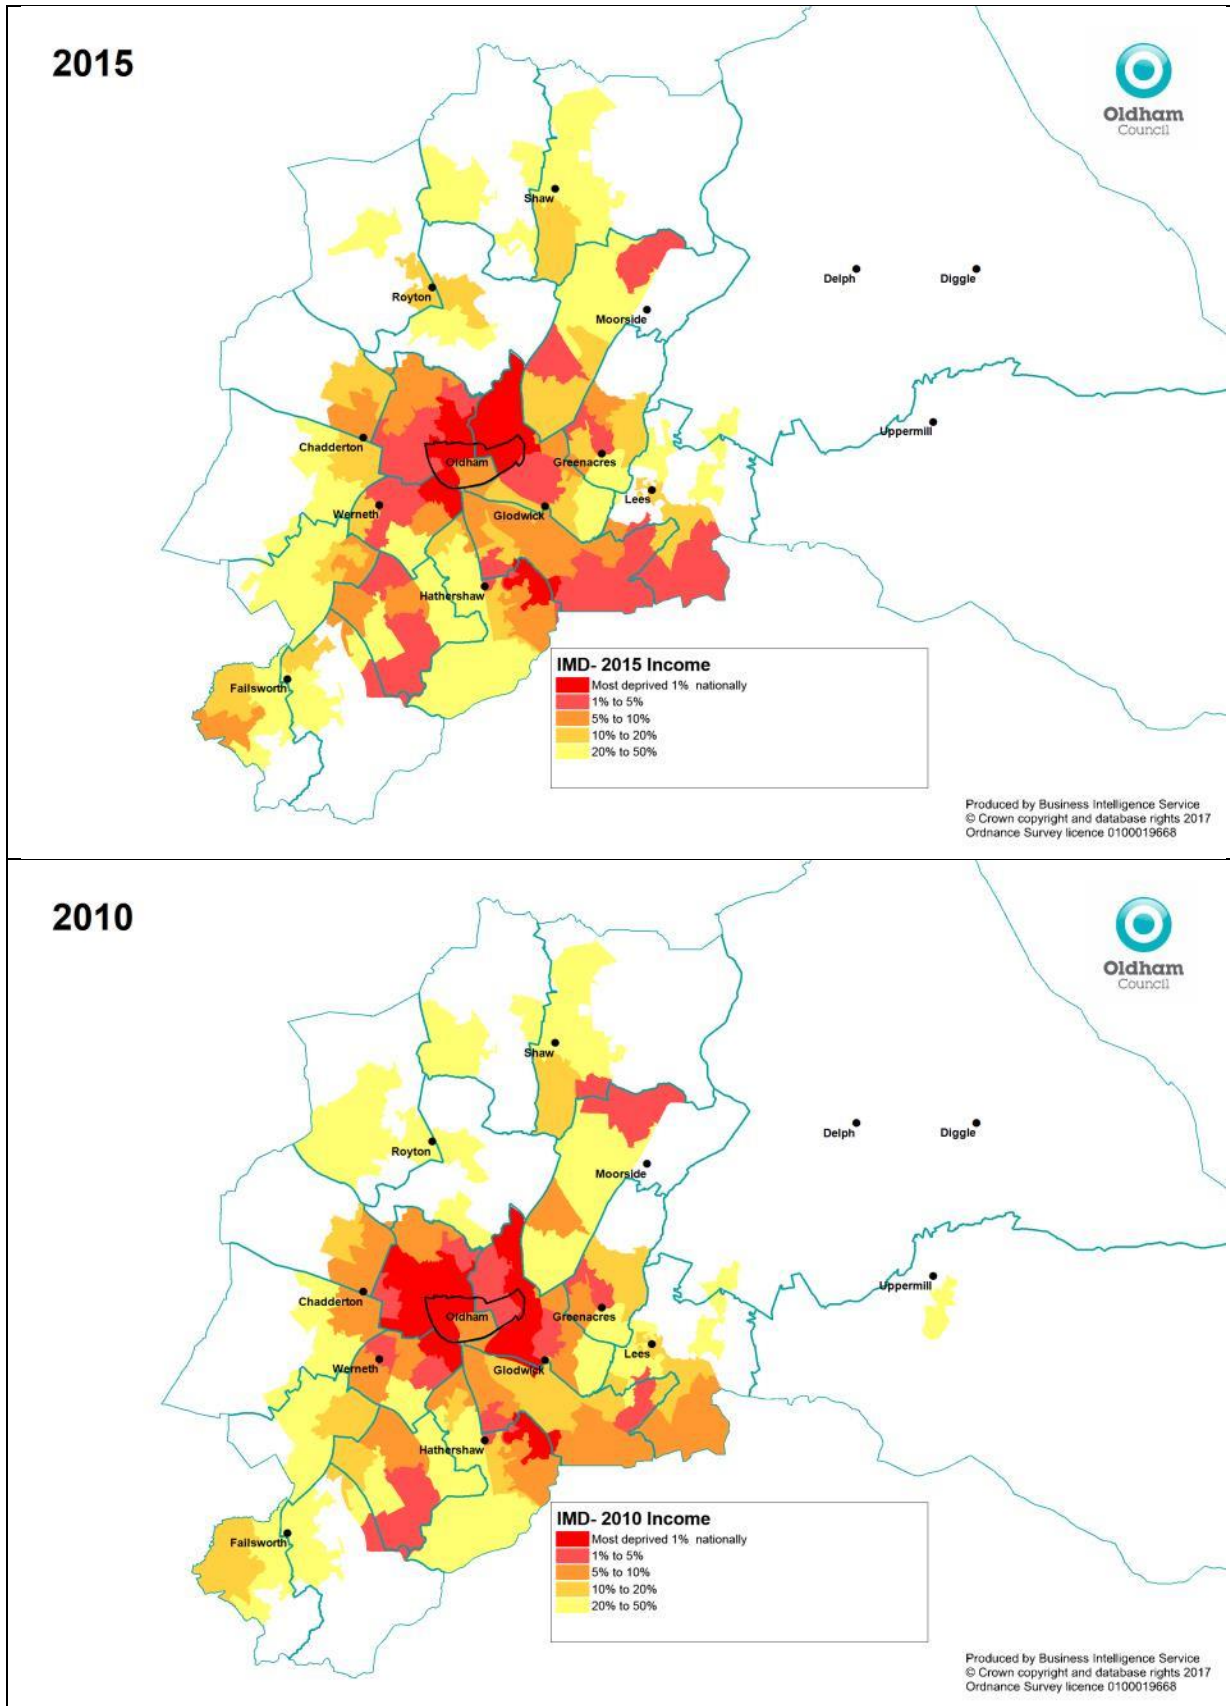 2015
Oldham
Council
Shaw
Delph
Diggle
Royton
Moorside
Uppermill
Chadderton
Oldham
Greenacres
Lees
Werneth
Glodwick
Hathershaw
Failsworth
IMD- 2015 Income
Most deprived 1% nationally
1% to 5%
5% to 10%
10% to 20%
20% to 50%
Produced by Business Intelligence Service
© Crown copyright and database rights 2017
Ordnance Survey licence 0100019668
2010
Oldham
Council
Shaw
Delph
Diggle
Royton
Moorside
Uppermill
Chadderton
Oldham
Greenacres
Lees
Werneth
Glodwick
Hathershaw
Failsworth
IMD- 2010 Income
Most deprived 1% nationally
1% to 5%
5% to 10%
10% to 20%
20% to 50%
Produced by Business Intelligence Service
© Crown copyright and database rights 2017
Ordnance Survey licence 0100019668